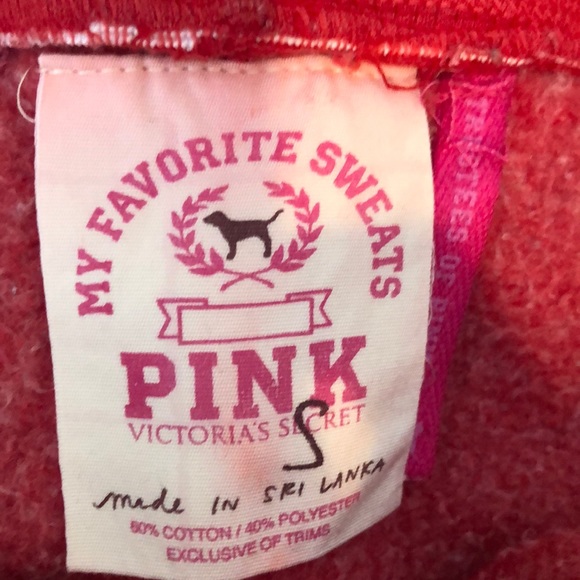 MY FAVORITE SWEATS
PINK
VICTORIA'S SECRET
S
made IN SRI LANKA
60% COTTON / 40% POLYESTER
EXCLUSIVE OF TRIMS